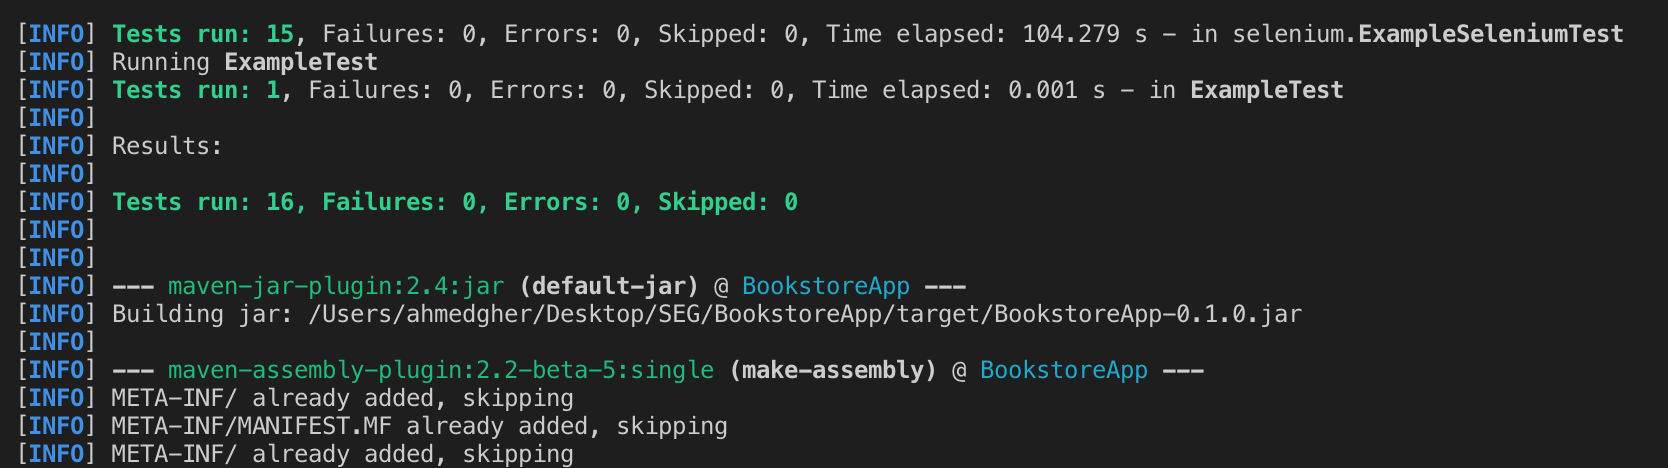 [INFO] Tests run: 15, Failures: 0, Errors: 0, Skipped: 0, Time elapsed: 104.279 s - in selenium.ExampleSeleniumTest
[INFO] Running ExampleTest
[INFO] Tests run: 1, Failures: 0, Errors: 0, Skipped: 0, Time elapsed: 0.001 s - in ExampleTest
[INFO]
[INFO] Results:
[INFO]
[INFO] Tests run: 16, Failures: 0, Errors: 0, Skipped: 0
[INFO]
[INFO]
[INFO] --- maven-jar-plugin:2.4:jar (default-jar) @ BookstoreApp ---
[INFO] Building jar: /Users/ahmedgher/Desktop/SEG/BookstoreApp/target/BookstoreApp-0.1.0.jar
[INFO]
[INFO] --- maven-assembly-plugin:2.2-beta-5:single (make-assembly) @ BookstoreApp ---
[INFO] META-INF/ already added, skipping
[INFO] META-INF/MANIFEST.MF already added, skipping
[INFO] META-INF/ already added, skipping